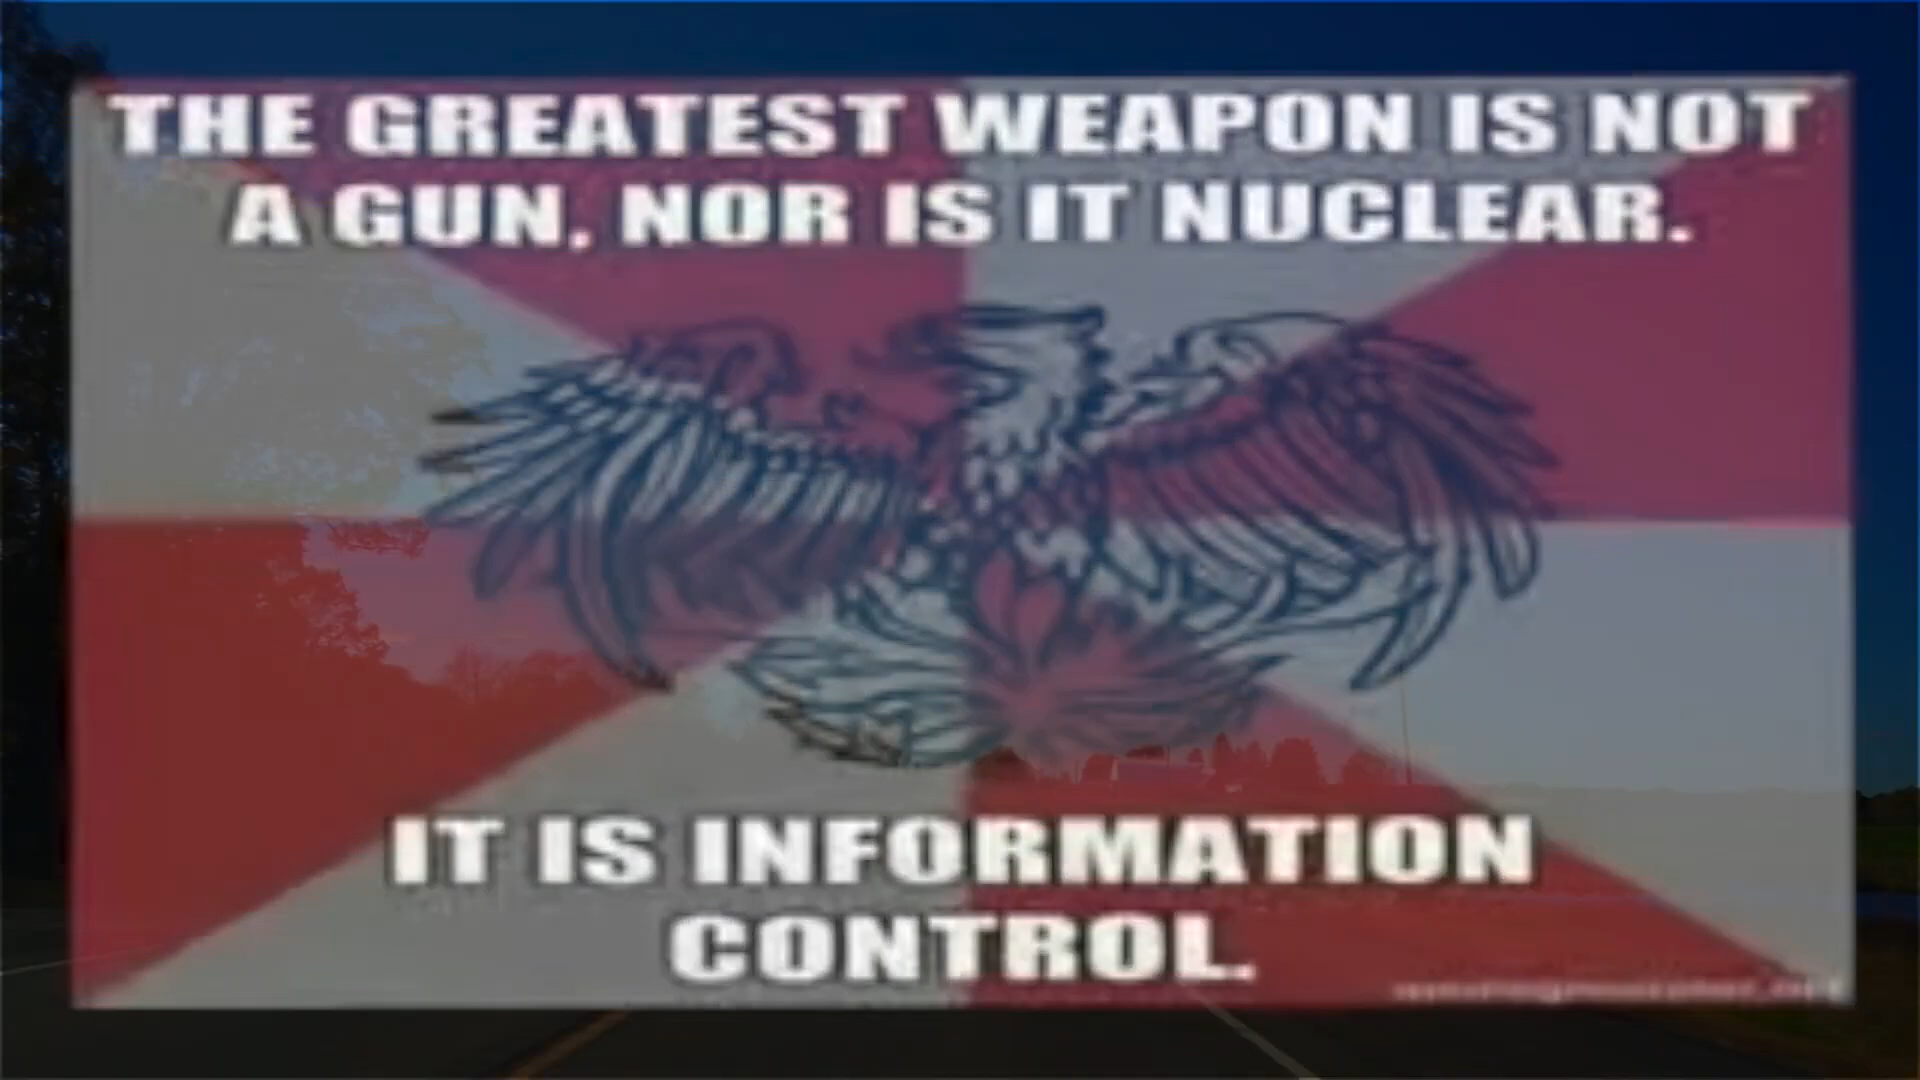 THE GREATEST WEAPON IS NOT
A GUN, NOR IS IT NUCLEAR.
IT IS INFORMATION
CONTROL.